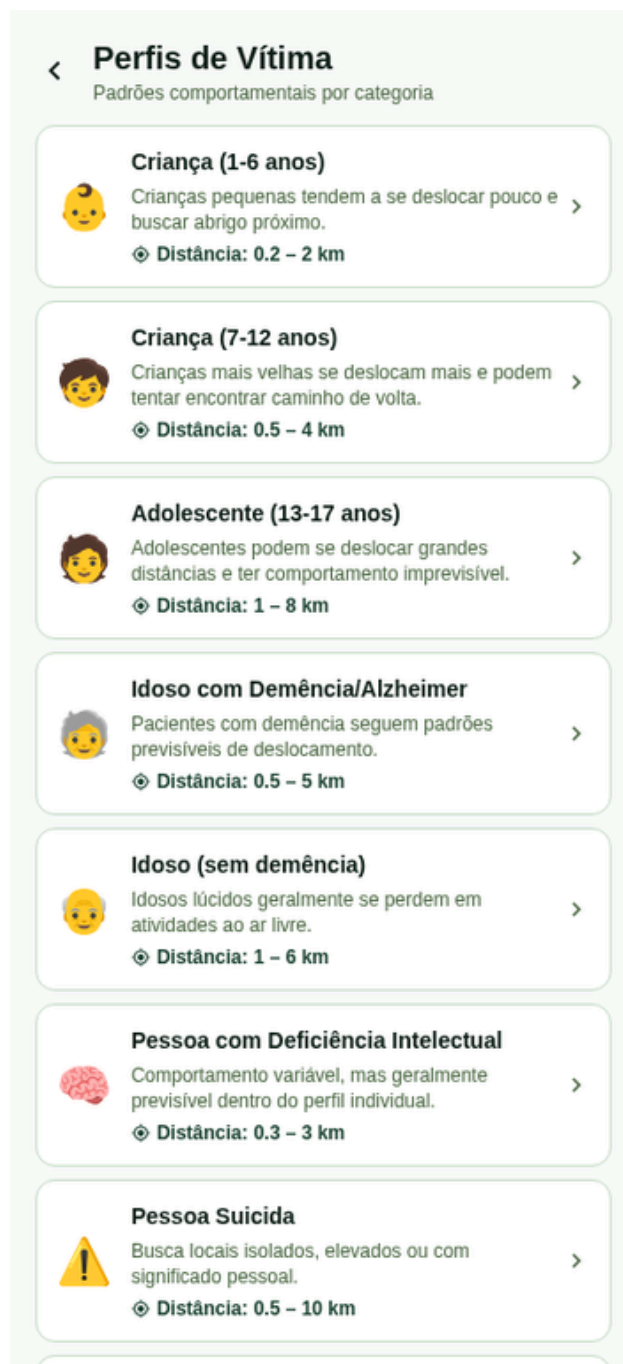 Perfis de Vítima
Padrões comportamentais por categoria
Criança (1-6 anos)
Crianças pequenas tendem a se deslocar pouco e
buscar abrigo próximo.
Distância: 0.2 – 2 km
Criança (7-12 anos)
Crianças mais velhas se deslocam mais e podem
tentar encontrar caminho de volta.
Distância: 0.5 – 4 km
Adolescente (13-17 anos)
Adolescentes podem se deslocar grandes
distâncias e ter comportamento imprevisível.
Distância: 1 – 8 km
Idoso com Demência/Alzheimer
Pacientes com demência seguem padrões
previsíveis de deslocamento.
Distância: 0.5 – 5 km
Idoso (sem demência)
Idosos lúcidos geralmente se perdem em
atividades ao ar livre.
Distância: 1 – 6 km
Pessoa com Deficiência Intelectual
Comportamento variável, mas geralmente
previsível dentro do perfil individual.
Distância: 0.3 – 3 km
Pessoa Suicida
Busca locais isolados, elevados ou com
significado pessoal.
Distância: 0.5 – 10 km